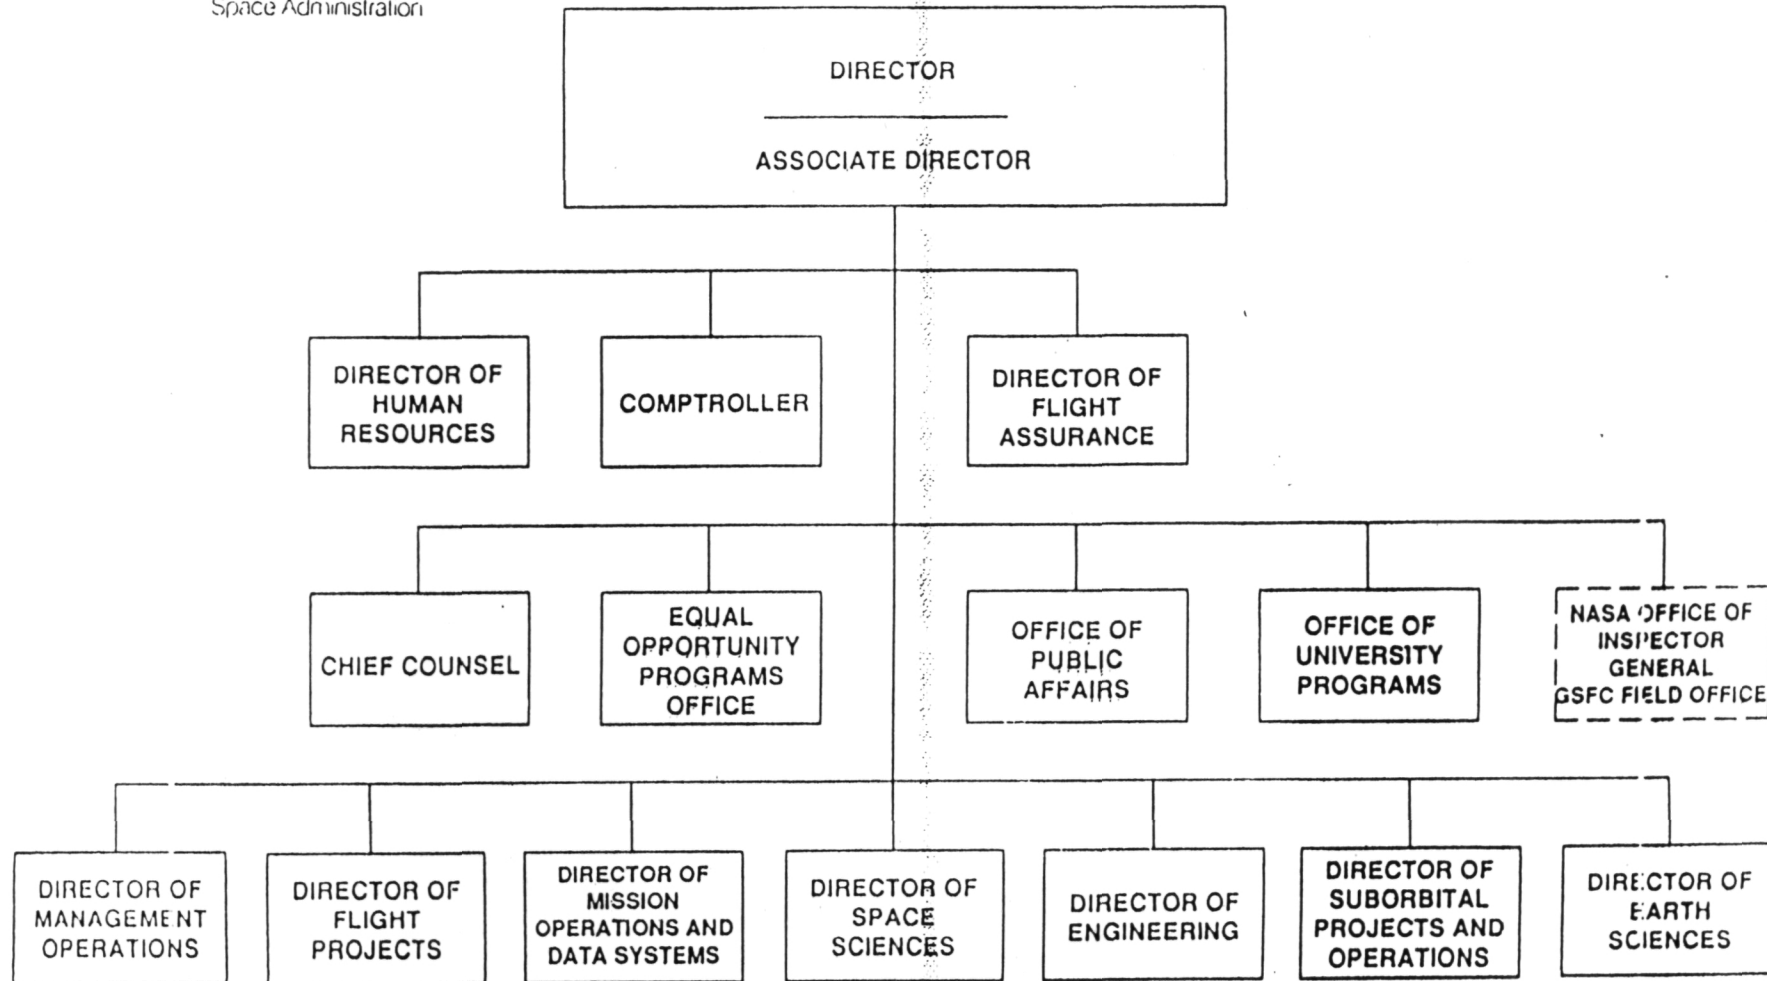 Space Administration
DIRECTOR
ASSOCIATE DIRECTOR
DIRECTOR OF
HUMAN
RESOURCES
COMPTROLLER
DIRECTOR OF
FLIGHT
ASSURANCE
CHIEF COUNSEL
EQUAL
OPPORTUNITY
PROGRAMS
OFFICE
OFFICE OF
PUBLIC
AFFAIRS
OFFICE OF
UNIVERSITY
PROGRAMS
NASA OFFICE OF
INSPECTOR
GENERAL
GSFC FIELD OFFICE
DIRECTOR OF
MANAGEMENT
OPERATIONS
DIRECTOR OF
FLIGHT
PROJECTS
DIRECTOR OF
MISSION
OPERATIONS AND
DATA SYSTEMS
DIRECTOR OF
SPACE
SCIENCES
DIRECTOR OF
ENGINEERING
DIRECTOR OF
SUBORBITAL
PROJECTS AND
OPERATIONS
DIRECTOR OF
EARTH
SCIENCES